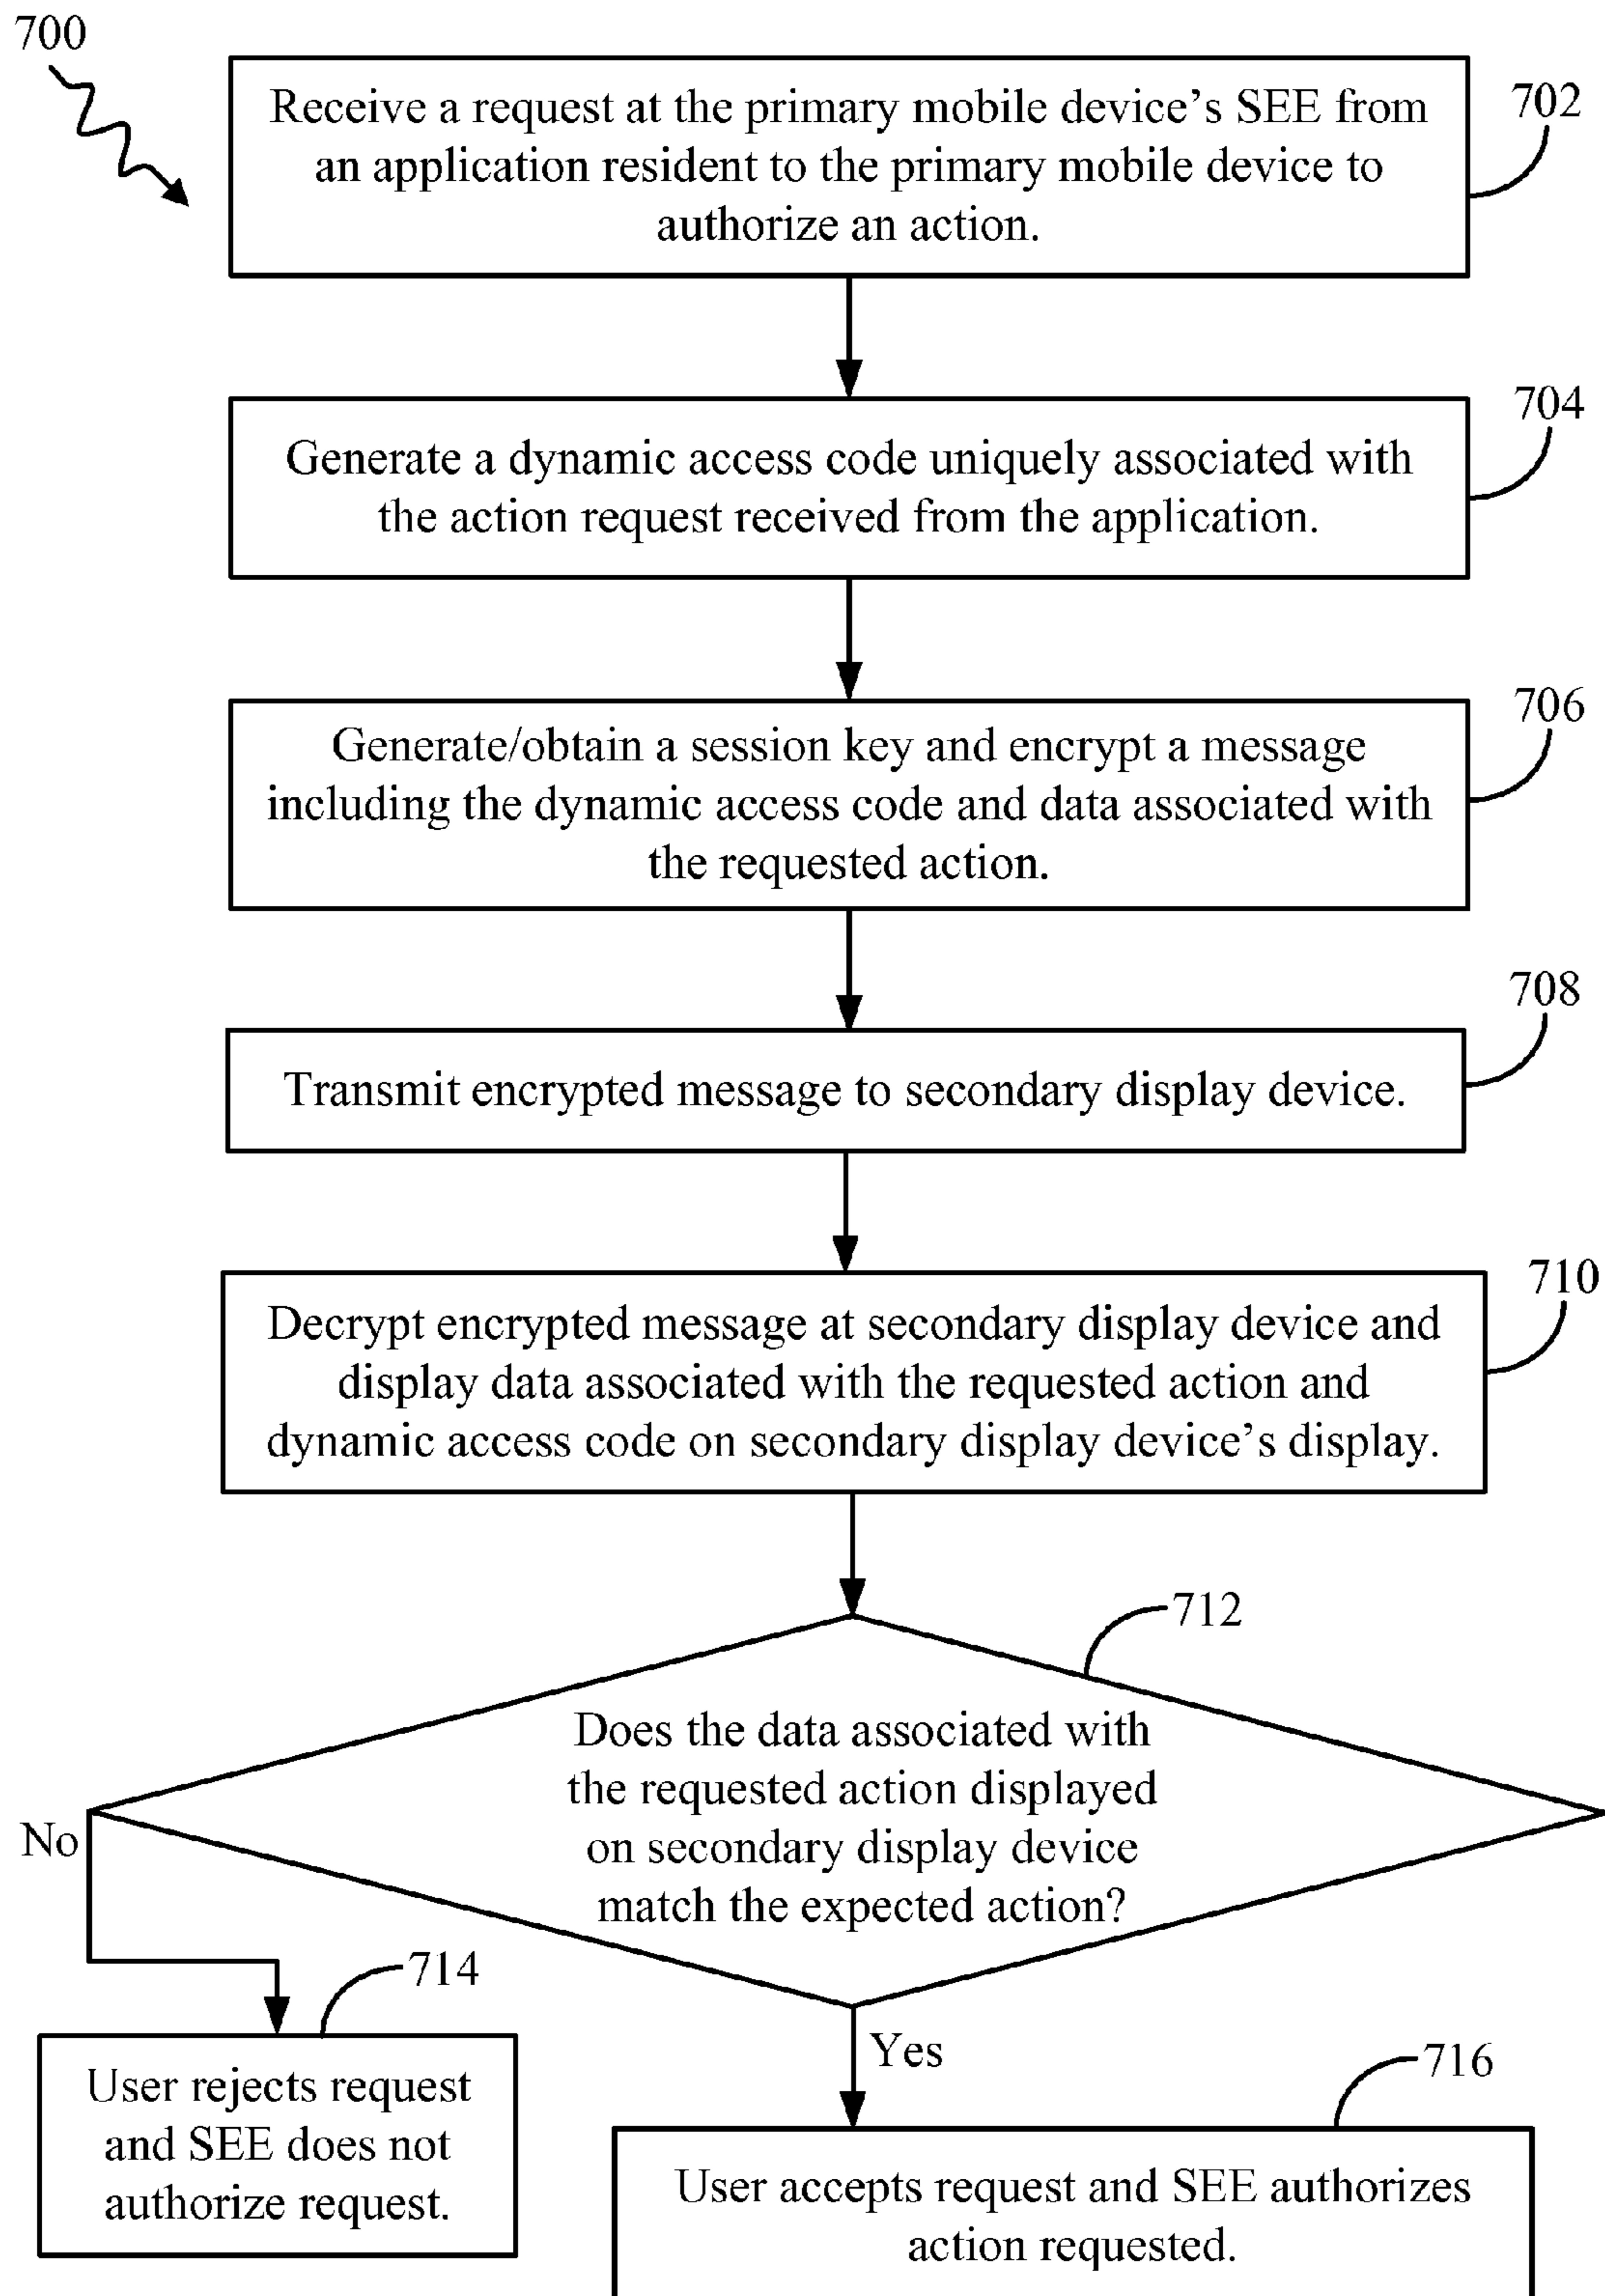 700
Receive a request at the primary mobile device’s SEE from
an application resident to the primary mobile device to
authorize an action.
702
Generate a dynamic access code uniquely associated with
the action request received from the application.
704
Generate/obtain a session key and encrypt a message
including the dynamic access code and data associated with
the requested action.
706
Transmit encrypted message to secondary display device.
708
Decrypt encrypted message at secondary display device and
display data associated with the requested action and
dynamic access code on secondary display device’s display.
710
712
Does the data associated with
the requested action displayed
on secondary display device
match the expected action?
No
714
User rejects request
and SEE does not
authorize request.
Yes
716
User accepts request and SEE authorizes
action requested.